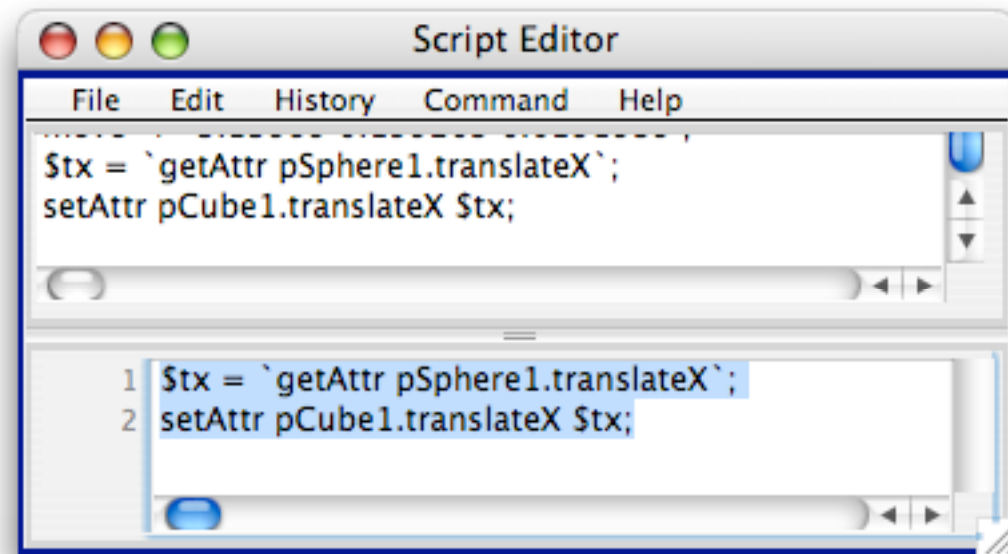 Script Editor
File Edit History Command Help
$tx = `getAttr pSphere1.translateX`;
setAttr pCube1.translateX $tx;
1 $tx = `getAttr pSphere1.translateX`;
2 setAttr pCube1.translateX $tx;